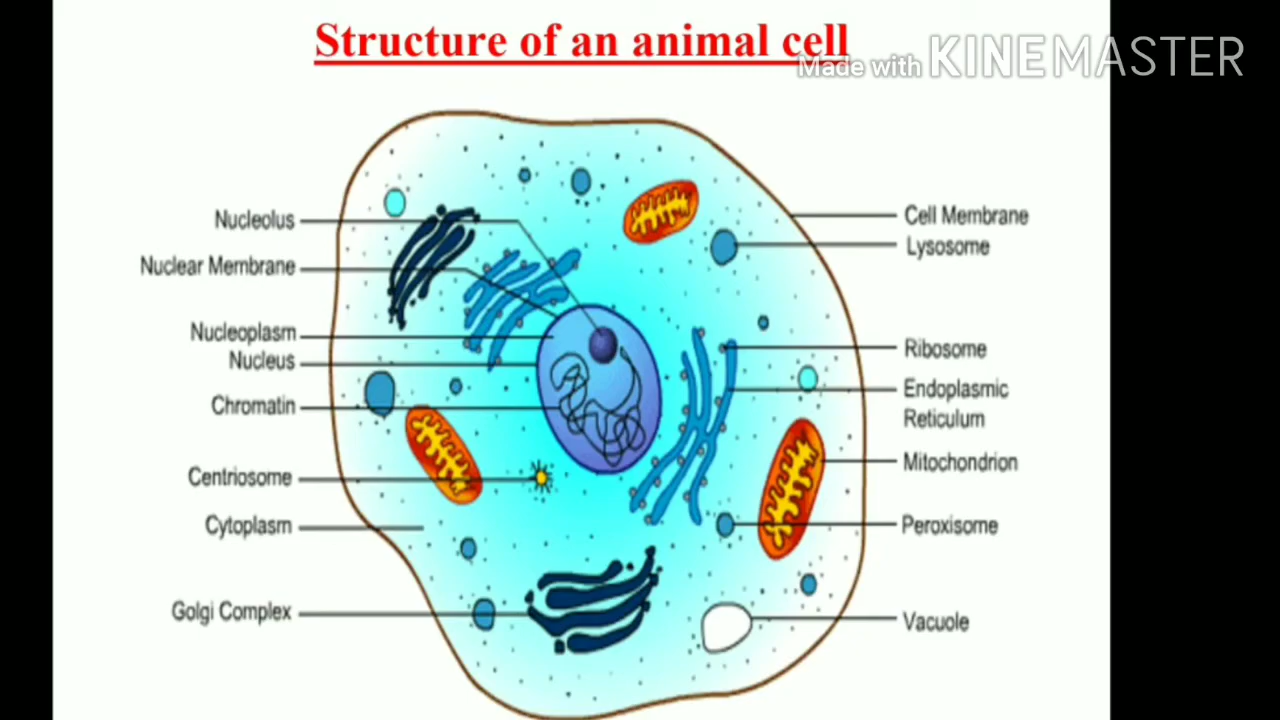 Structure of an animal cell
Made with KINEMASTER
Nucleolus
Nuclear Membrane
Nucleoplasm
Nucleus
Chromatin
Centriosome
Cytoplasm
Golgi Complex
Cell Membrane
Lysosome
Ribosome
Endoplasmic
Reticulum
Mitochondrion
Peroxisome
Vacuole